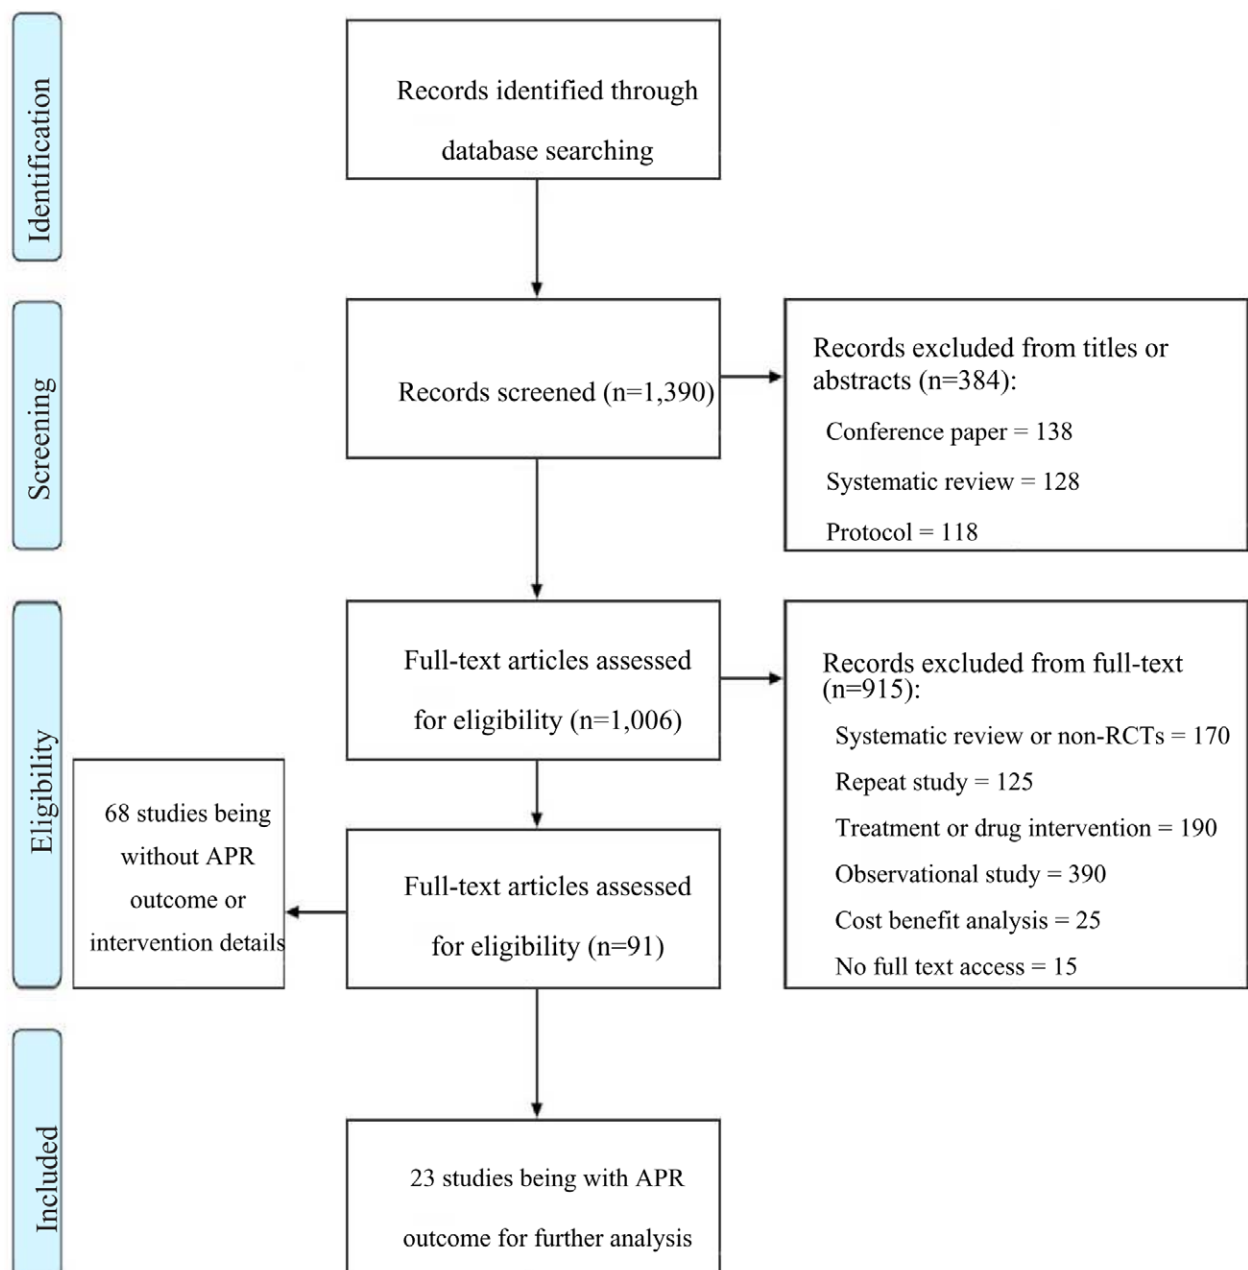 Identification
Records identified through
database searching
Screening
Records screened (n=1,390)
Records excluded from titles or
abstracts (n=384):
Conference paper = 138
Systematic review = 128
Protocol = 118
Eligibility
Full-text articles assessed
for eligibility (n=1,006)
Records excluded from full-text
(n=915):
Systematic review or non-RCTs = 170
Repeat study = 125
Treatment or drug intervention = 190
Observational study = 390
Cost benefit analysis = 25
No full text access = 15
68 studies being
without APR
outcome or
intervention details
Full-text articles assessed
for eligibility (n=91)
Included
23 studies being with APR
outcome for further analysis